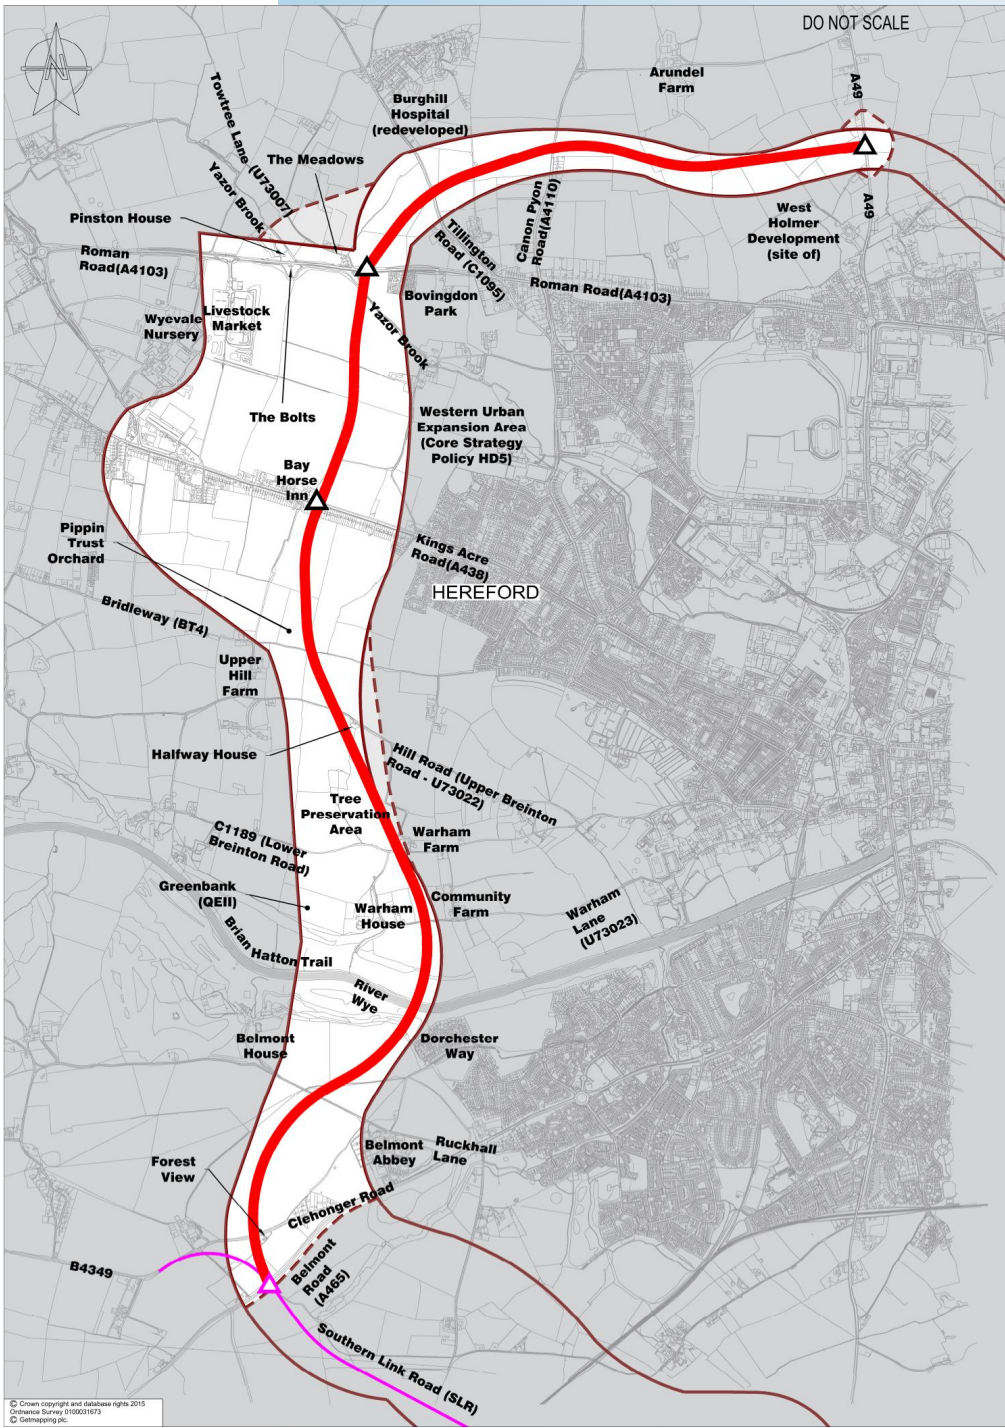 DO NOT SCALE
N
A49
Arundel
Farm
Burghill
Hospital
(redeveloped)
Towtree Lane (U73007)
The Meadows
Yazor Brook
Pinston House
Roman
Road(A4103)
Tillington
Road (C1095)
Canon Pyon
Road(A4110)
West
Holmer
Development
(site of)
A49
Roman Road(A4103)
Bovingdon
Park
Wyevale
Nursery
Livestock
Market
Yazor Brook
The Bolts
Western Urban
Expansion Area
(Core Strategy
Policy HD5)
Bay
Horse
Inn
Pippin
Trust
Orchard
Kings Acre
Road(A438)
HEREFORD
Bridleway (BT4)
Upper
Hill
Farm
Halfway House
Hill Road (Upper Breinton
Road - U73022)
Tree
Preservation
Area
C1189 (Lower
Breinton Road)
Warham
Farm
Greenbank
(QEII)
Warham
House
Community
Farm
Warham
Lane
(U73023)
Brian Hatton Trail
River
Wye
Belmont
House
Dorchester
Way
Forest
View
Belmont
Abbey
Ruckhall
Lane
Clehonger Road
B4349
Belmont
Road
(A465)
Southern Link Road (SLR)
© Crown copyright and database rights 2015
Ordnance Survey 0100031673
© Getmapping plc.